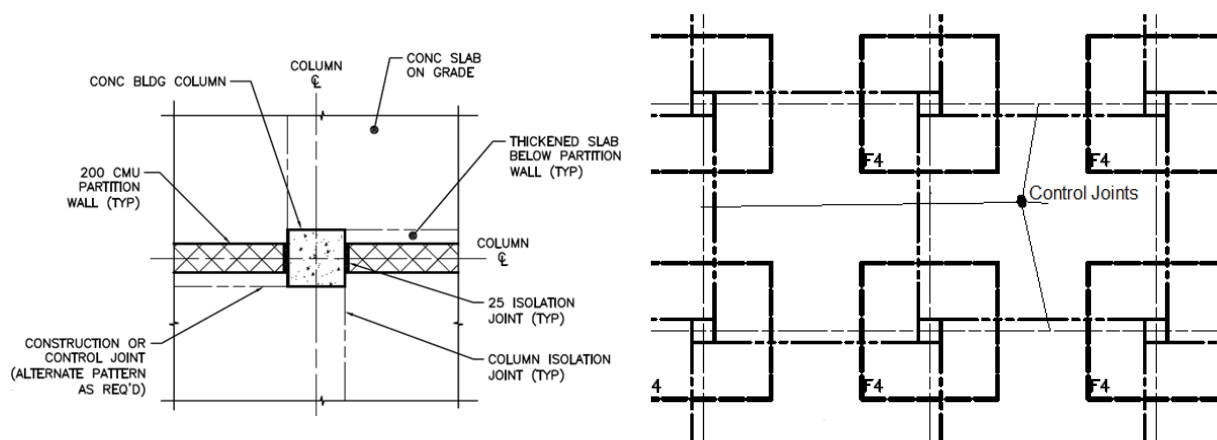 CONC SLAB
ON GRADE
COLUMN
℄
CONC BLDG COLUMN
THICKENED SLAB
BELOW PARTITION
WALL (TYP)
200 CMU
PARTITION
WALL (TYP)
COLUMN
℄
25 ISOLATION
JOINT (TYP)
CONSTRUCTION OR
CONTROL JOINT
(ALTERNATE PATTERN
AS REQ'D)
COLUMN ISOLATION
JOINT (TYP)
F4
F4
Control Joints
4
F4
F4